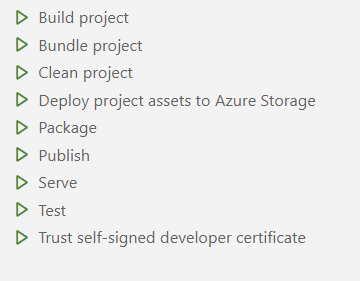 Build project
Bundle project
Clean project
Deploy project assets to Azure Storage
Package
Publish
Serve
Test
Trust self-signed developer certificate